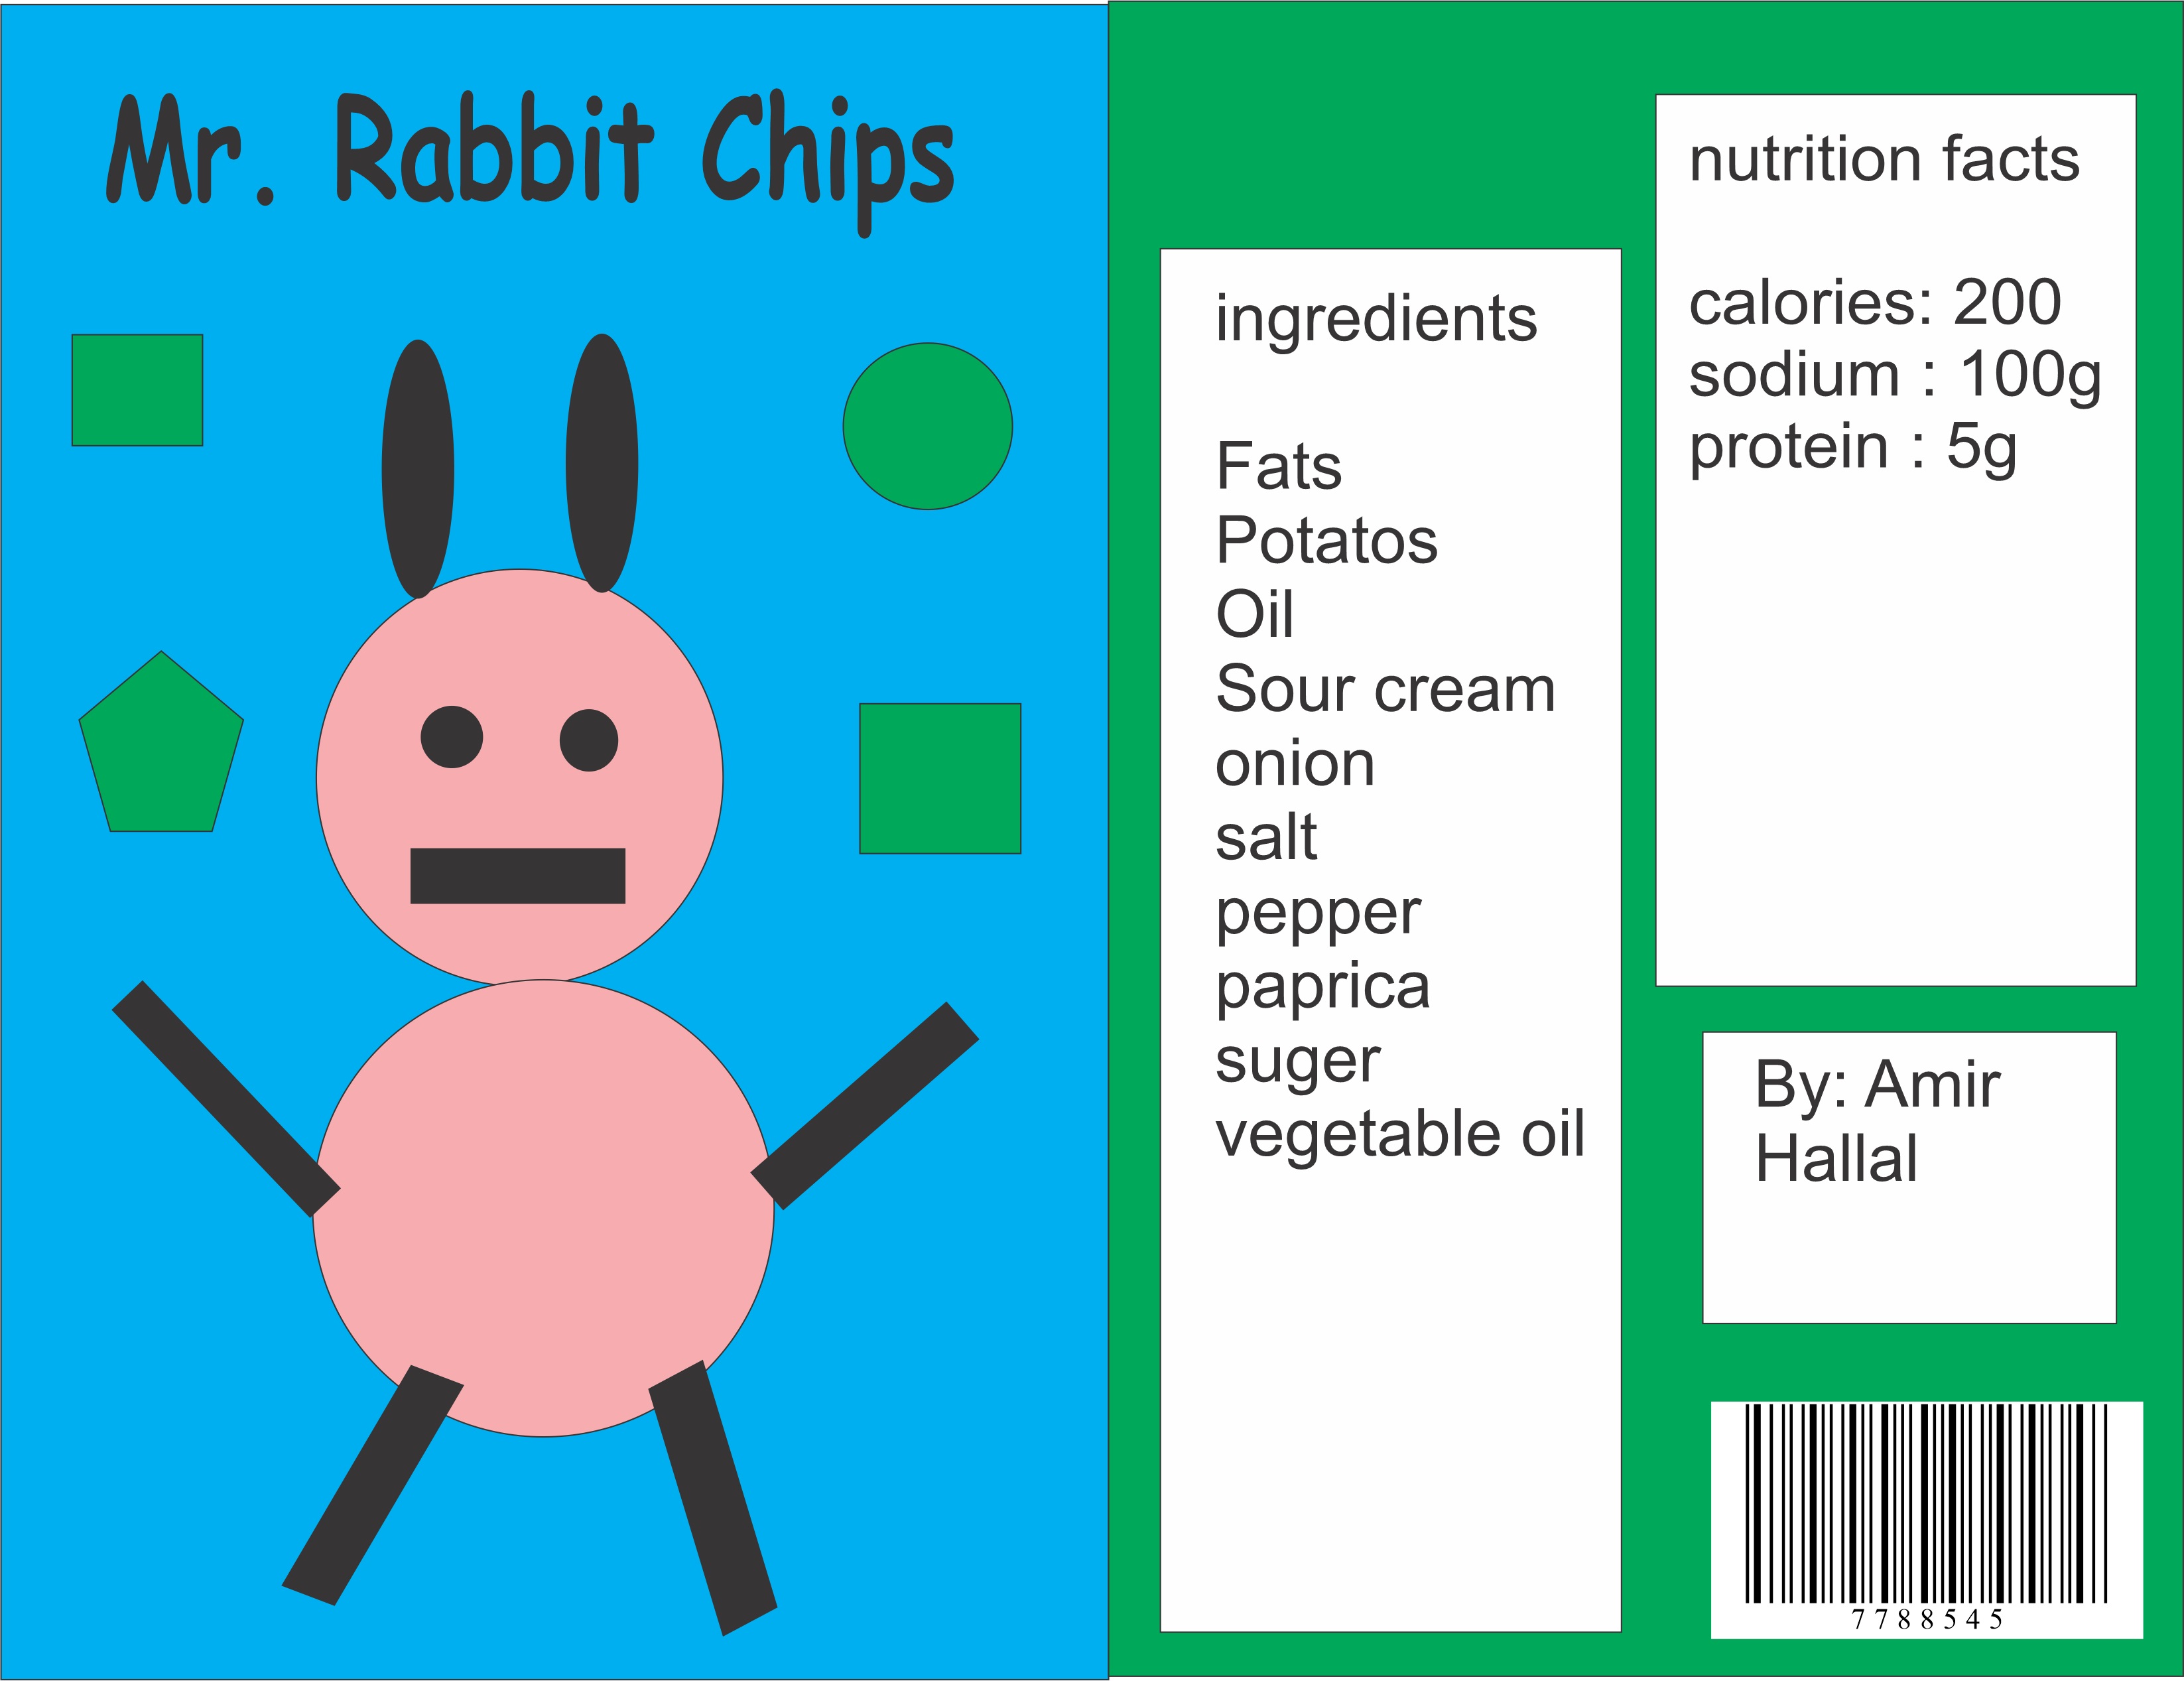 Mr. Rabbit Chips
ingredients
Fats
Potatos
Oil
Sour cream
onion
salt
pepper
paprica
suger
vegetable oil
nutrition facts
calories: 200
sodium : 100g
protein : 5g
By: Amir
Hallal
7788545